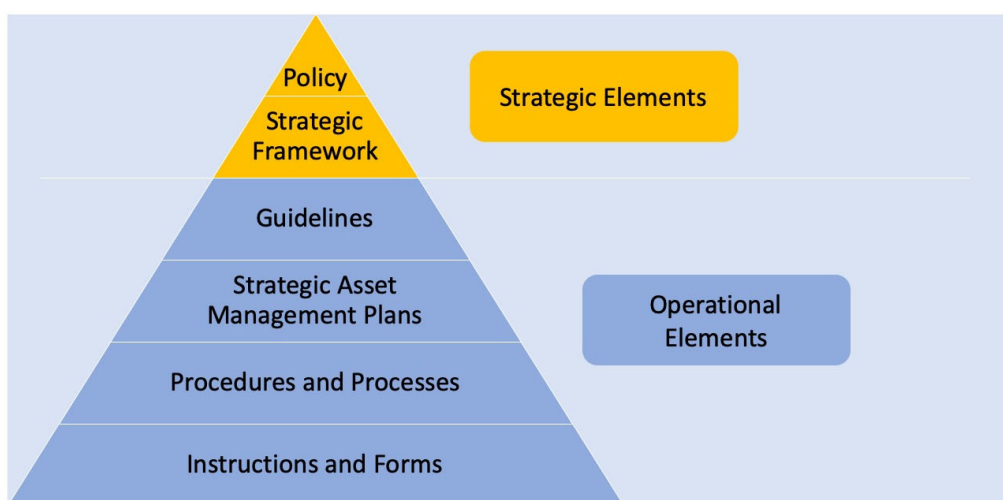 Policy
Strategic
Framework
Strategic Elements
Guidelines
Strategic Asset
Management Plans
Operational
Elements
Procedures and Processes
Instructions and Forms